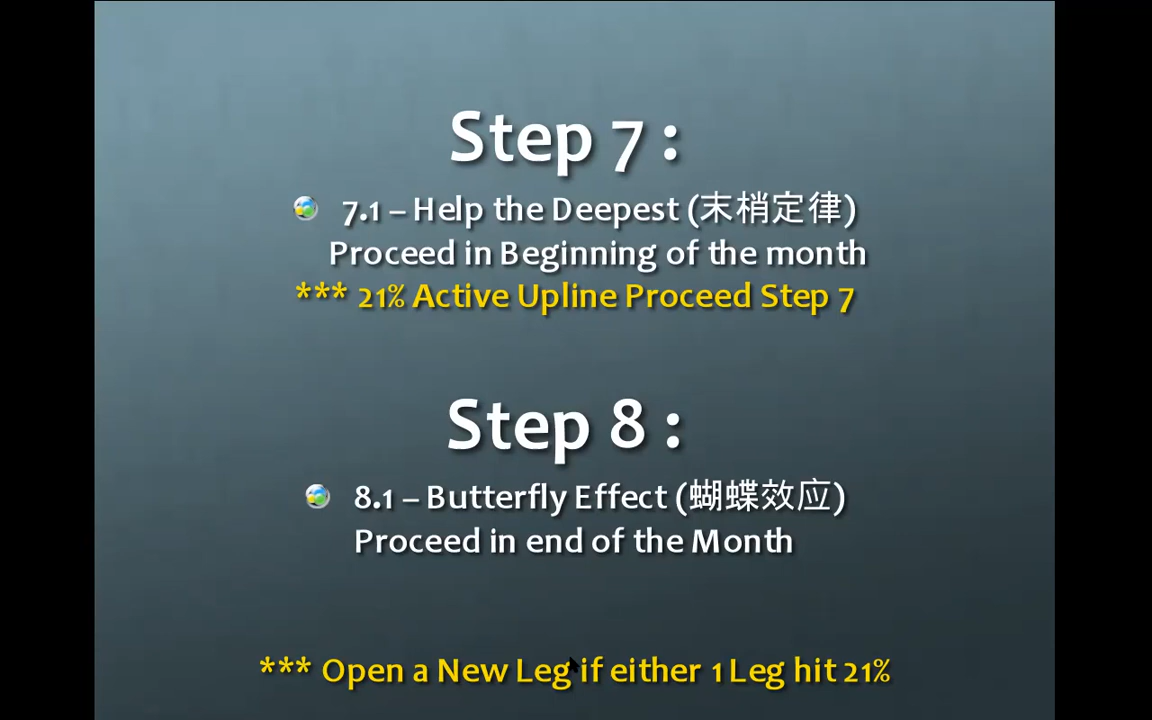 Step 7 :
7.1 – Help the Deepest (末梢定律)
Proceed in Beginning of the month
*** 21% Active Upline Proceed Step 7
Step 8 :
8.1 – Butterfly Effect (蝴蝶效应)
Proceed in end of the Month
*** Open a New Leg if either 1 Leg hit 21%